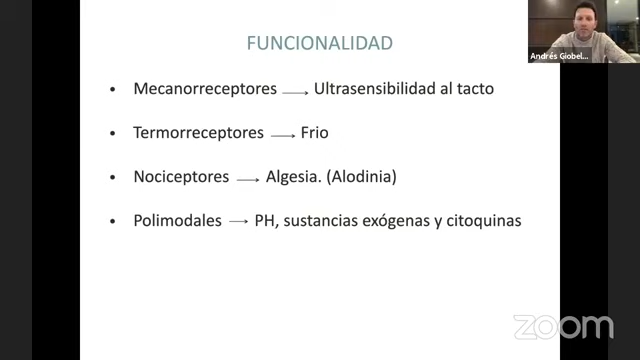 FUNCIONALIDAD
Andrés Giobel...
• Mecanorreceptores → Ultrasensibilidad al tacto
• Termorreceptores → Frio
• Nociceptores → Algesia. (Alodinia)
• Polimodales → PH, sustancias exógenas y citoquinas
zoom